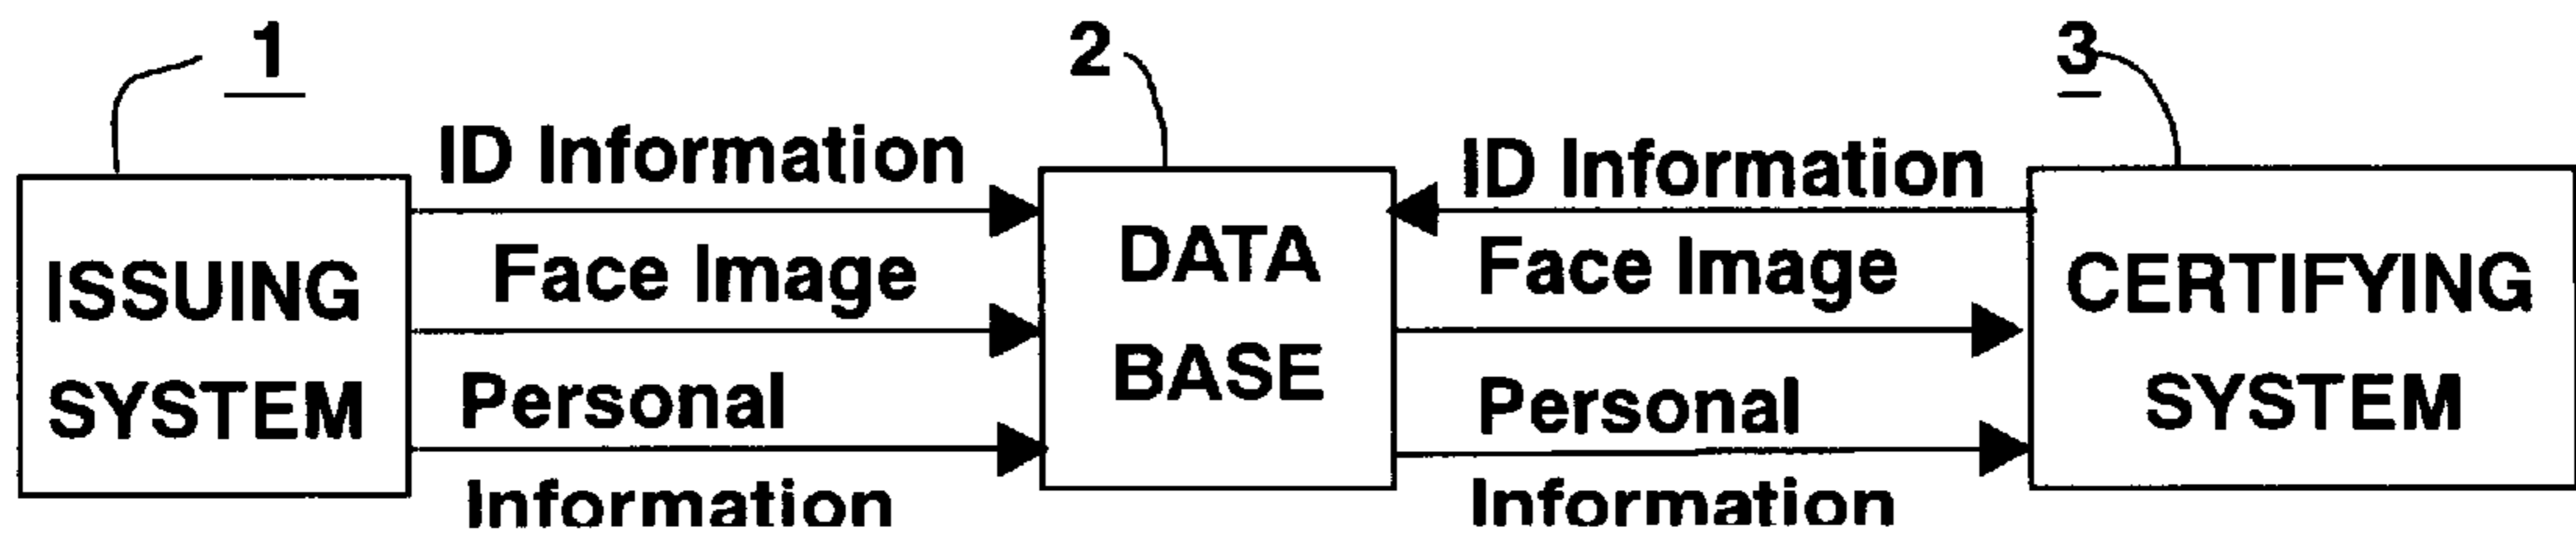 1
2
3
ID Information
ID Information
Face Image
Face Image
ISSUING
SYSTEM
DATA
BASE
CERTIFYING
SYSTEM
Personal
Information
Personal
Information